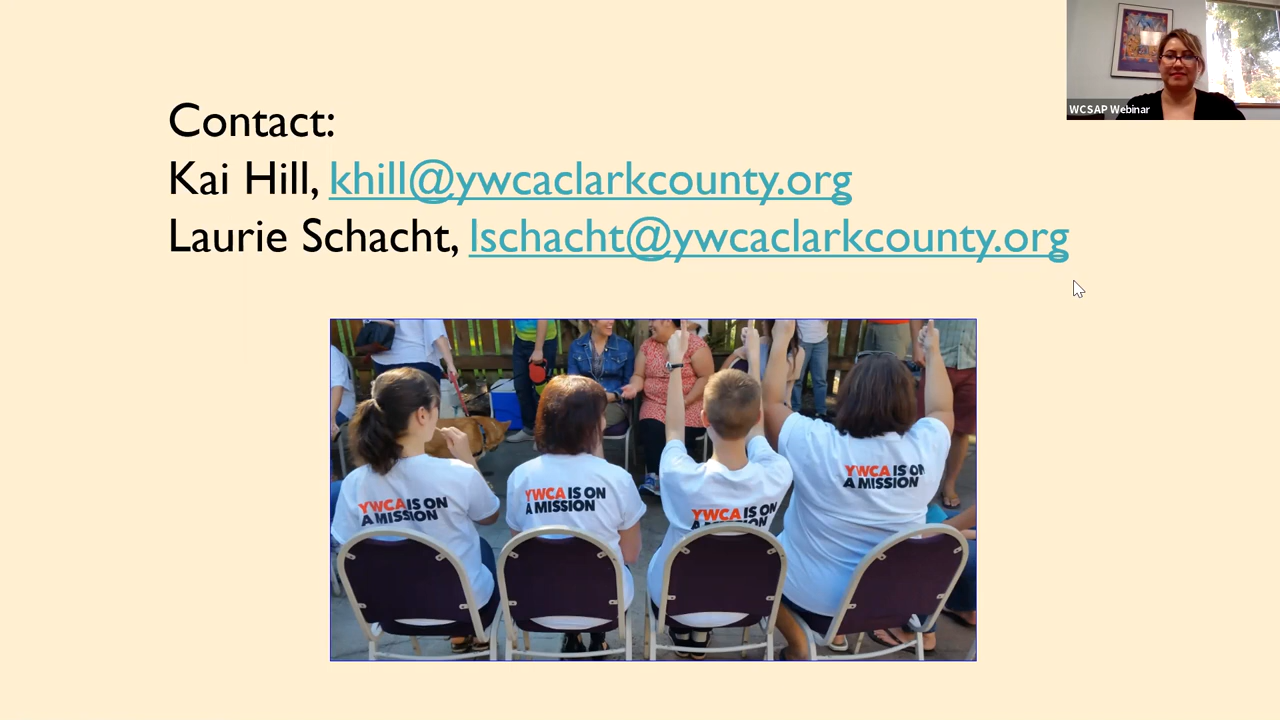 WCSAP Webinar
Contact:
Kai Hill, khill@ywcaclarkcounty.org
Laurie Schacht, lschacht@ywcaclarkcounty.org
YWCA IS ON
A MISSION
YWCA IS ON
A MISSION
YWCA IS ON
A MISSION
YWCA IS ON
A MISSION